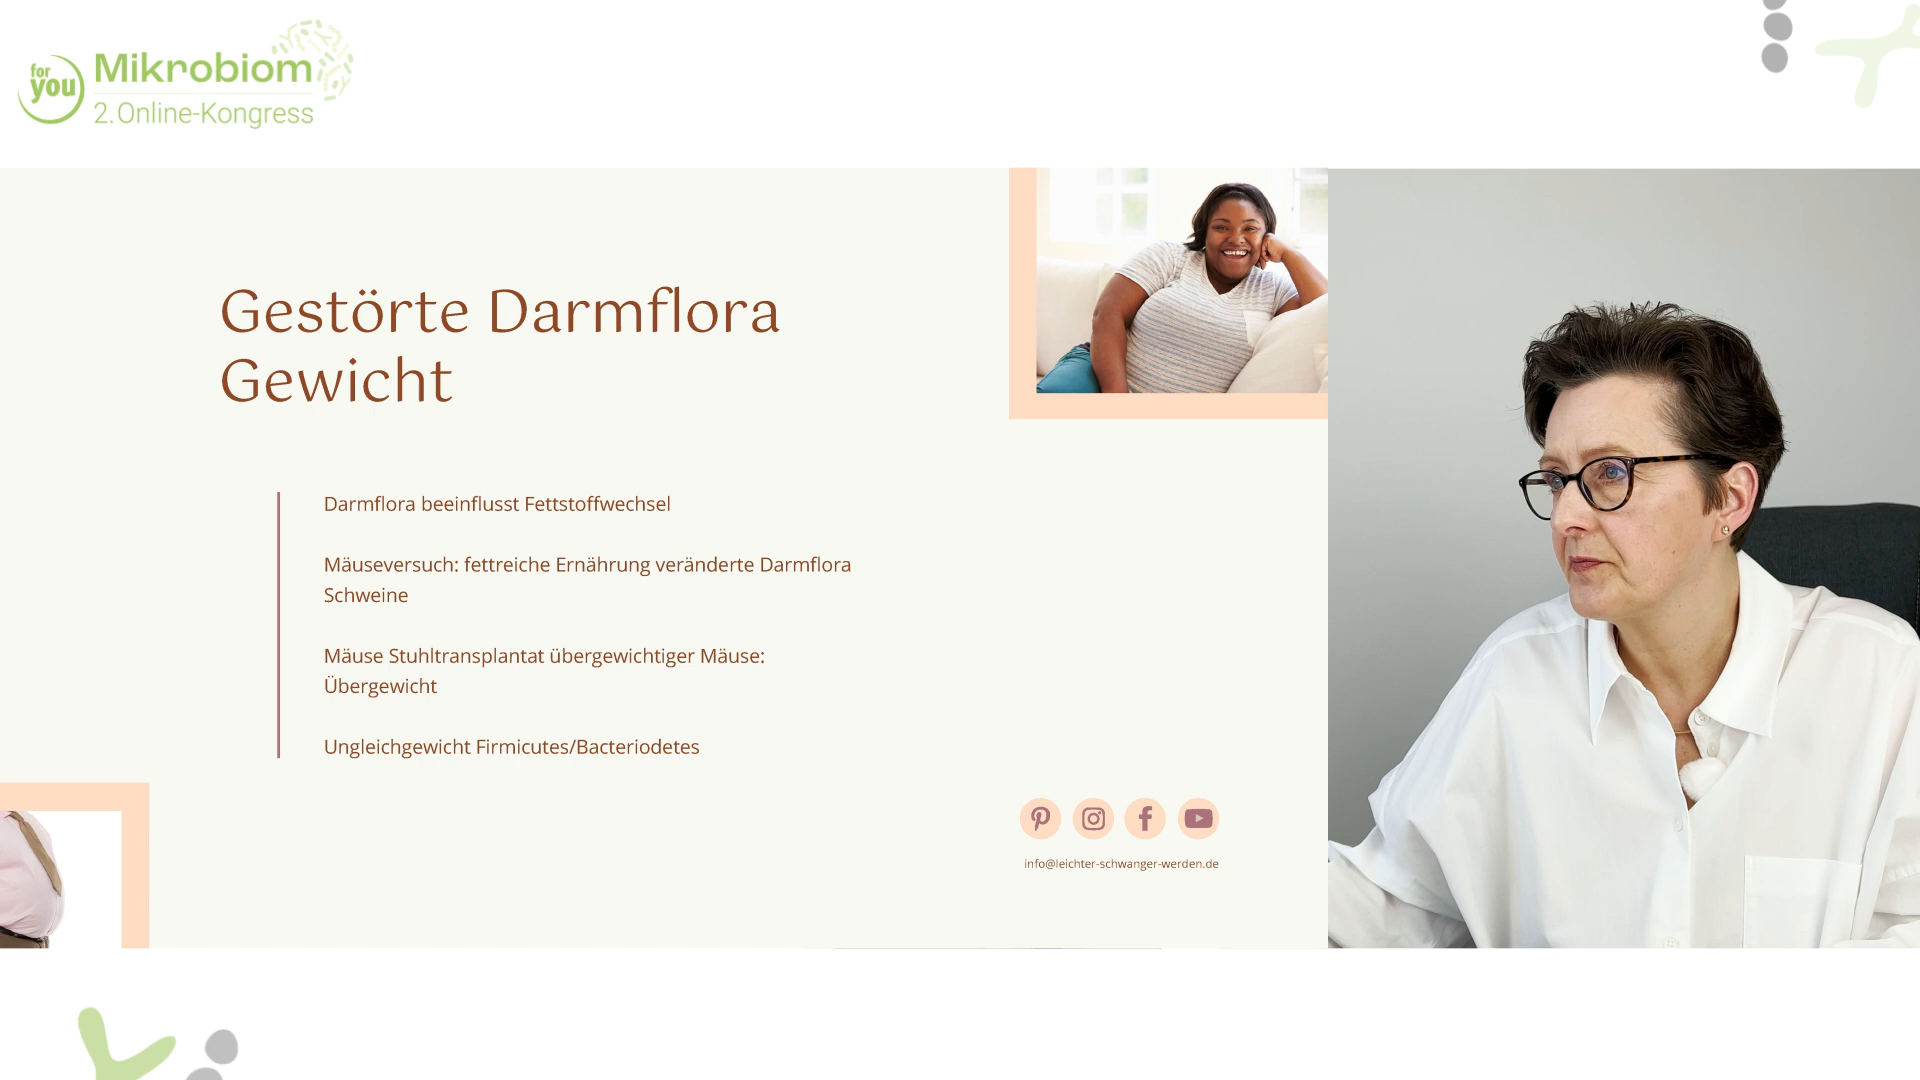 for
you
Mikrobiom
2. Online-Kongress
Gestörte Darmflora
Gewicht
Darmflora beeinflusst Fettstoffwechsel
Mäuseversuch: fettreiche Ernährung veränderte Darmflora
Schweine
Mäuse Stuhltransplantat übergewichtiger Mäuse:
Übergewicht
Ungleichgewicht Firmicutes/Bacteriodetes
info@leichter-schwanger-werden.de